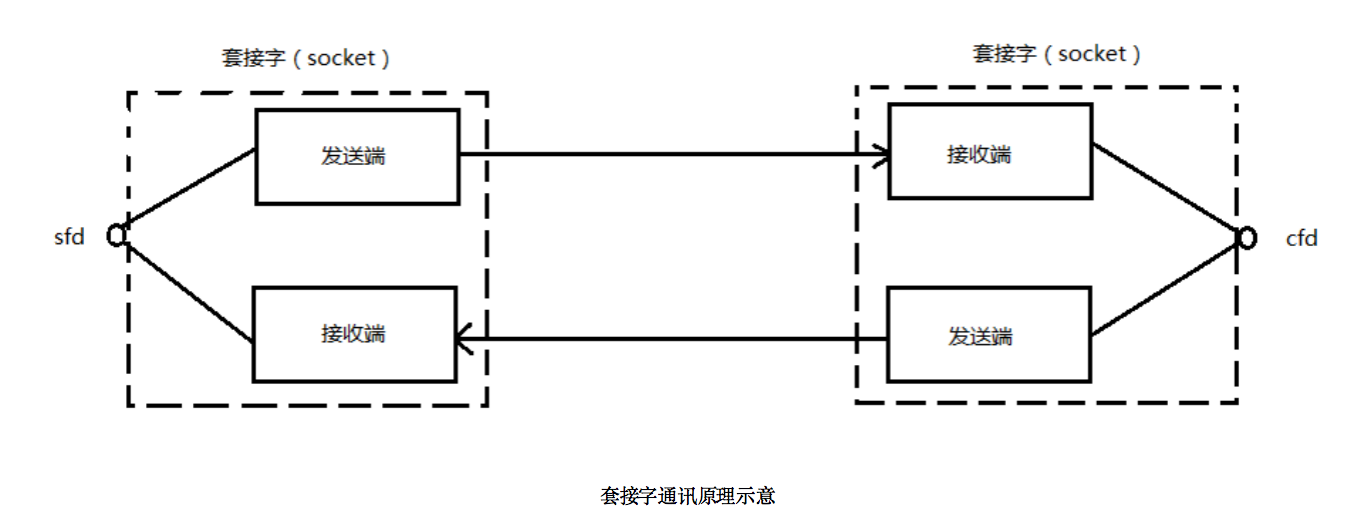 套接字（socket）
套接字（socket）
发送端
接收端
sfd
cfd
接收端
发送端
套接字通讯原理示意